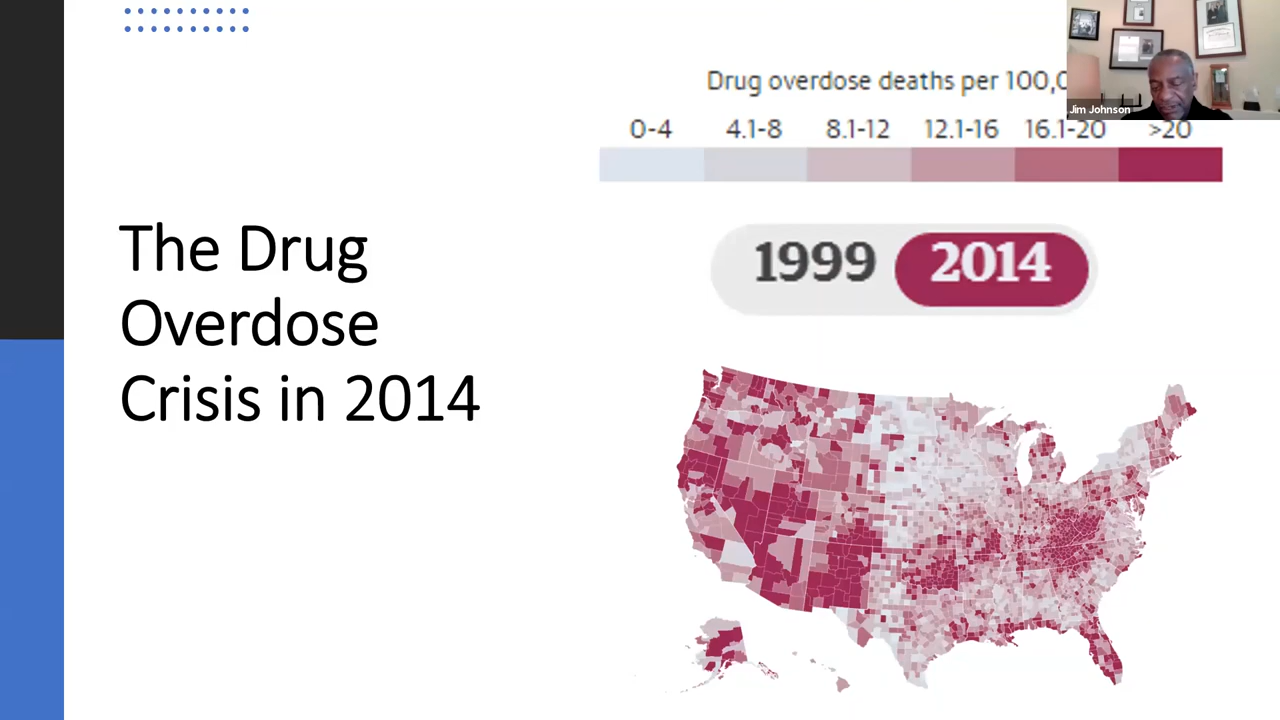 Drug overdose deaths per 100,0
Jim Johnson
0-4 4.1-8 8.1-12 12.1-16 16.1-20 >20
1999 2014
The Drug
Overdose
Crisis in 2014